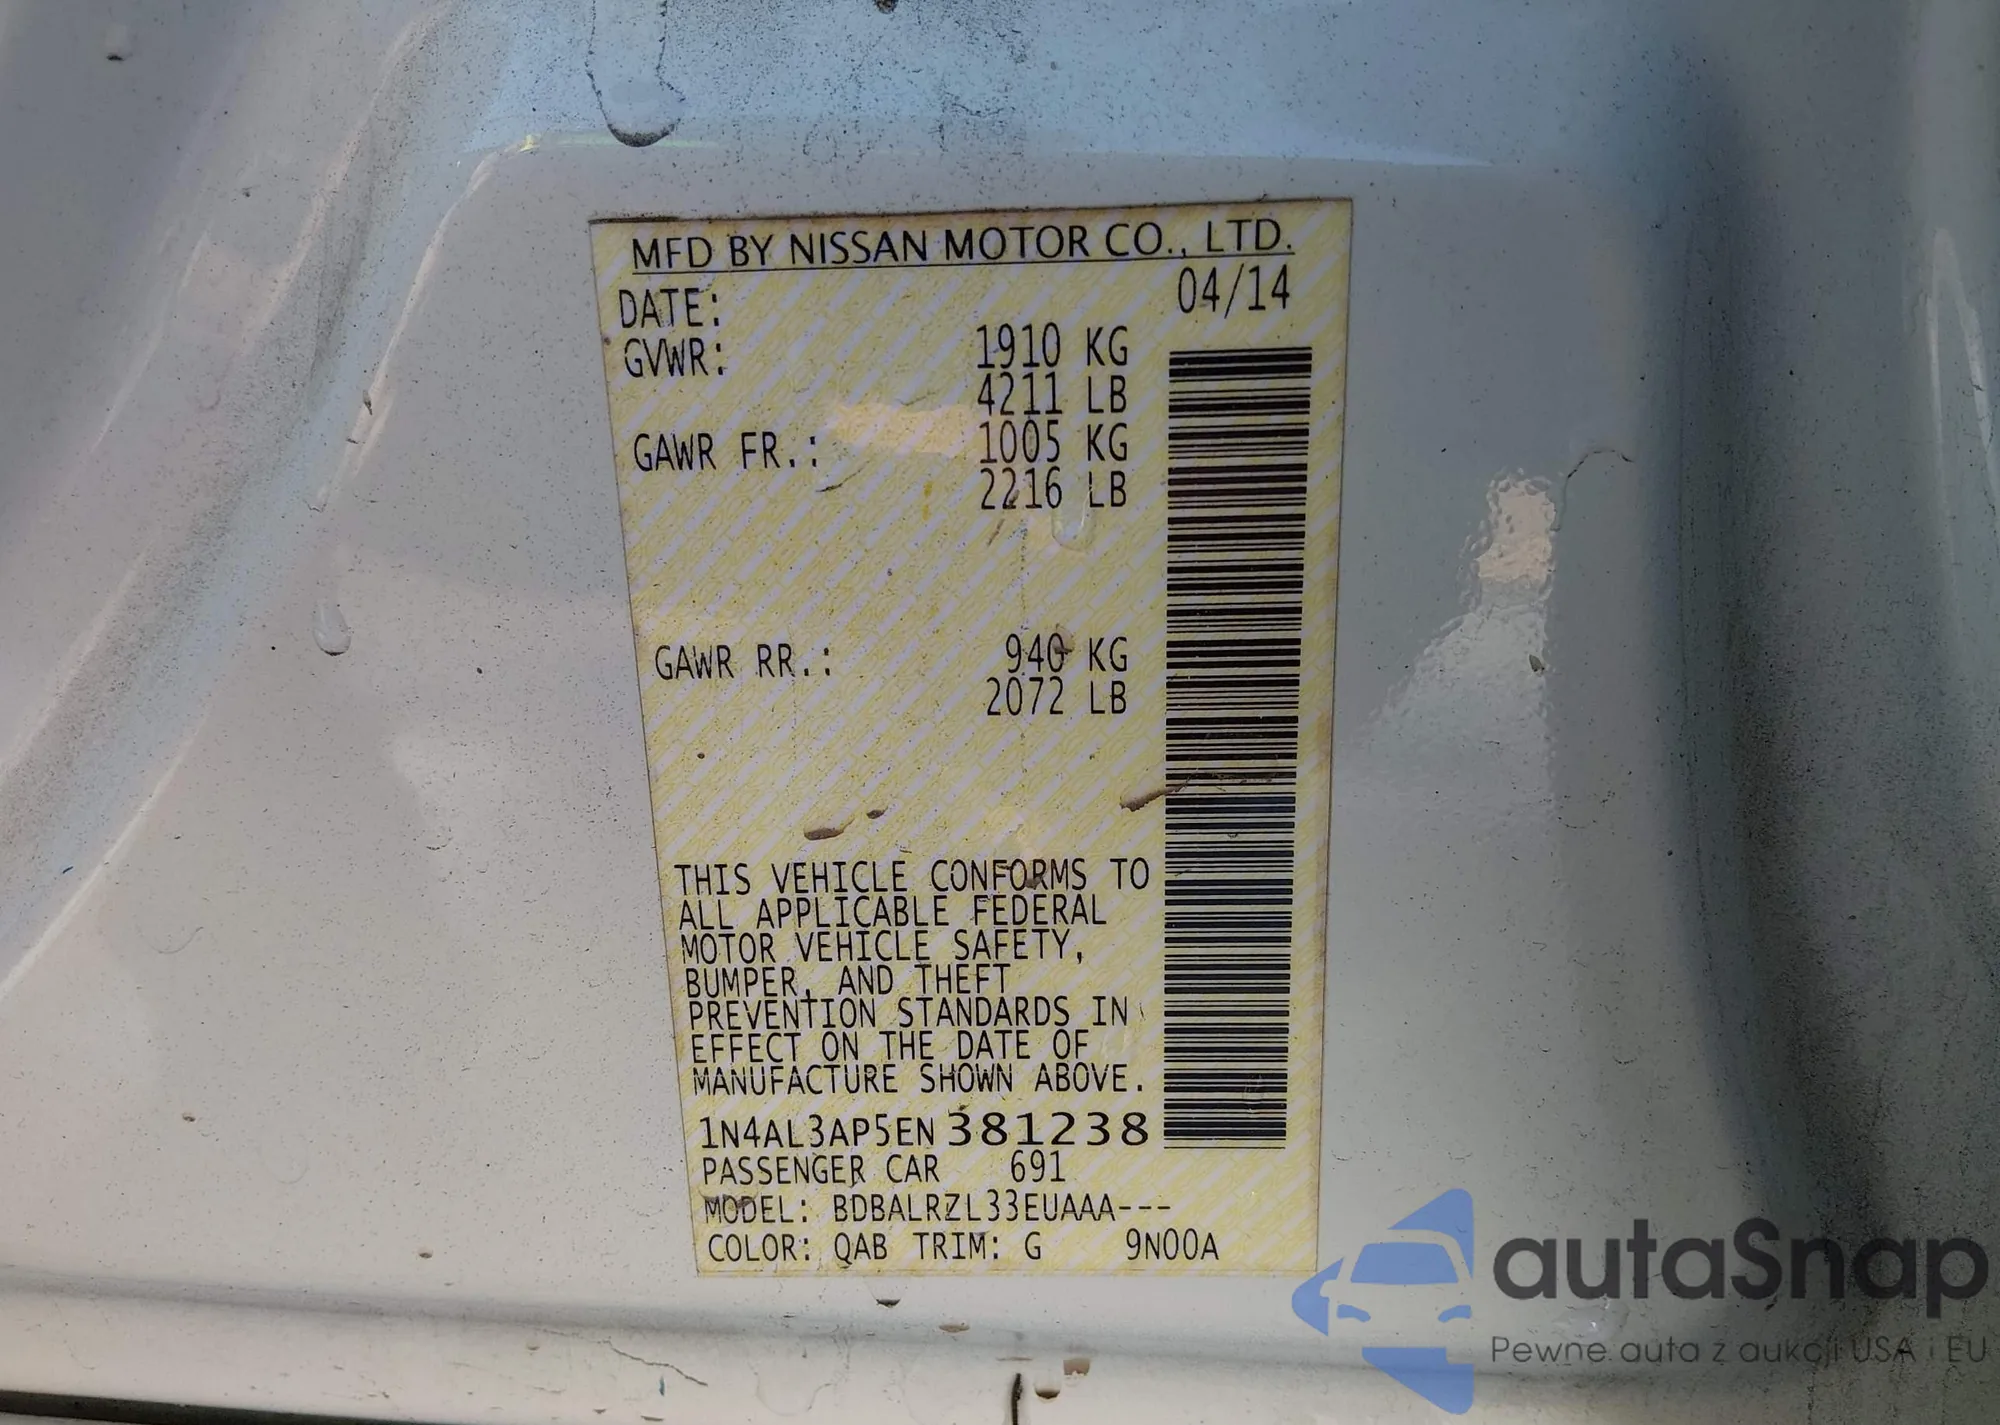 MFD BY NISSAN MOTOR CO., LTD.
DATE: 04/14
GVWR: 1910 KG
4211 LB
GAWR FR.: 1005 KG
2216 LB
GAWR RR.: 940 KG
2072 LB
THIS VEHICLE CONFORMS TO
ALL APPLICABLE FEDERAL
MOTOR VEHICLE SAFETY,
BUMPER, AND THEFT
PREVENTION STANDARDS IN
EFFECT ON THE DATE OF
MANUFACTURE SHOWN ABOVE.
1N4AL3AP5EN381238
PASSENGER CAR 691
MODEL: BDBALRZL33EUAAA---
COLOR: QAB TRIM: G 9N00A
autaSnap
Pewne auta z aukcji USA i EU